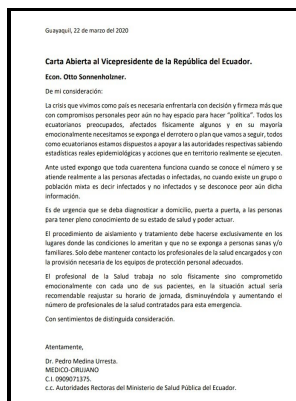 Guayaquil, 22 de marzo del 2020
Carta Abierta al Vicepresidente de la República del Ecuador.
Econ. Otto Sonnenholzner.
De mi consideración:
La crisis que vivimos como país es necesaria enfrentarla con decisión y firmeza más que
con compromisos personales peor aún no hay espacio para hacer "política". Todos los
ecuatorianos preocupados, afectados físicamente algunos y en su mayoría
emocionalmente necesitamos se exponga el derrotero o plan que vamos a seguir, todos
como ecuatorianos estamos dispuestos a apoyar a las autoridades respectivas sabiendo
estadísticas reales epidemiológicas y acciones que en territorio realmente se ejecuten.
Ante usted expongo que toda cuarentena funciona cuando se conoce el número y se
atiende realmente a las personas afectadas o infectadas, no cuando existe un grupo o
población mixta es decir infectados y no infectados y se desconoce peor aún dicha
información.
Es de urgencia que se deba diagnosticar a domicilio, puerta a puerta, a las personas
para tener pleno conocimiento de su estado de salud y poder actuar.
El procedimiento de aislamiento y tratamiento debe hacerse exclusivamente en los
lugares donde las condiciones lo ameritan y que no se exponga a personas sanas y/o
familiares. Solo debe mantener contacto los profesionales de la salud encargados y con
la provisión necesaria de los equipos de protección personal adecuados.
El profesional de la Salud trabaja no solo físicamente sino comprometido
emocionalmente con cada uno de sus pacientes, en la situación actual sería
recomendable reajustar su horario de jornada, disminuyéndola y aumentando el
número de profesionales de la salud contratados para esta emergencia.
Con sentimientos de distinguida consideración.
Atentamente,
Dr. Pedro Medina Urresta.
MEDICO-CIRUJANO
C.I. 0909071375.
c.c. Autoridades Rectoras del Ministerio de Salud Pública del Ecuador.